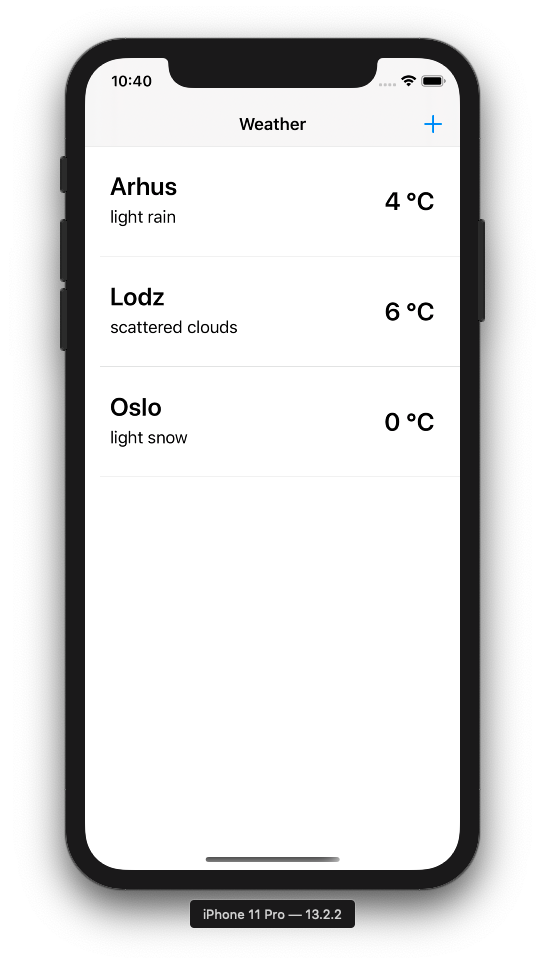 10:40
Weather
Arhus
light rain
4 °C
Lodz
scattered clouds
6 °C
Oslo
light snow
0 °C
iPhone 11 Pro — 13.2.2